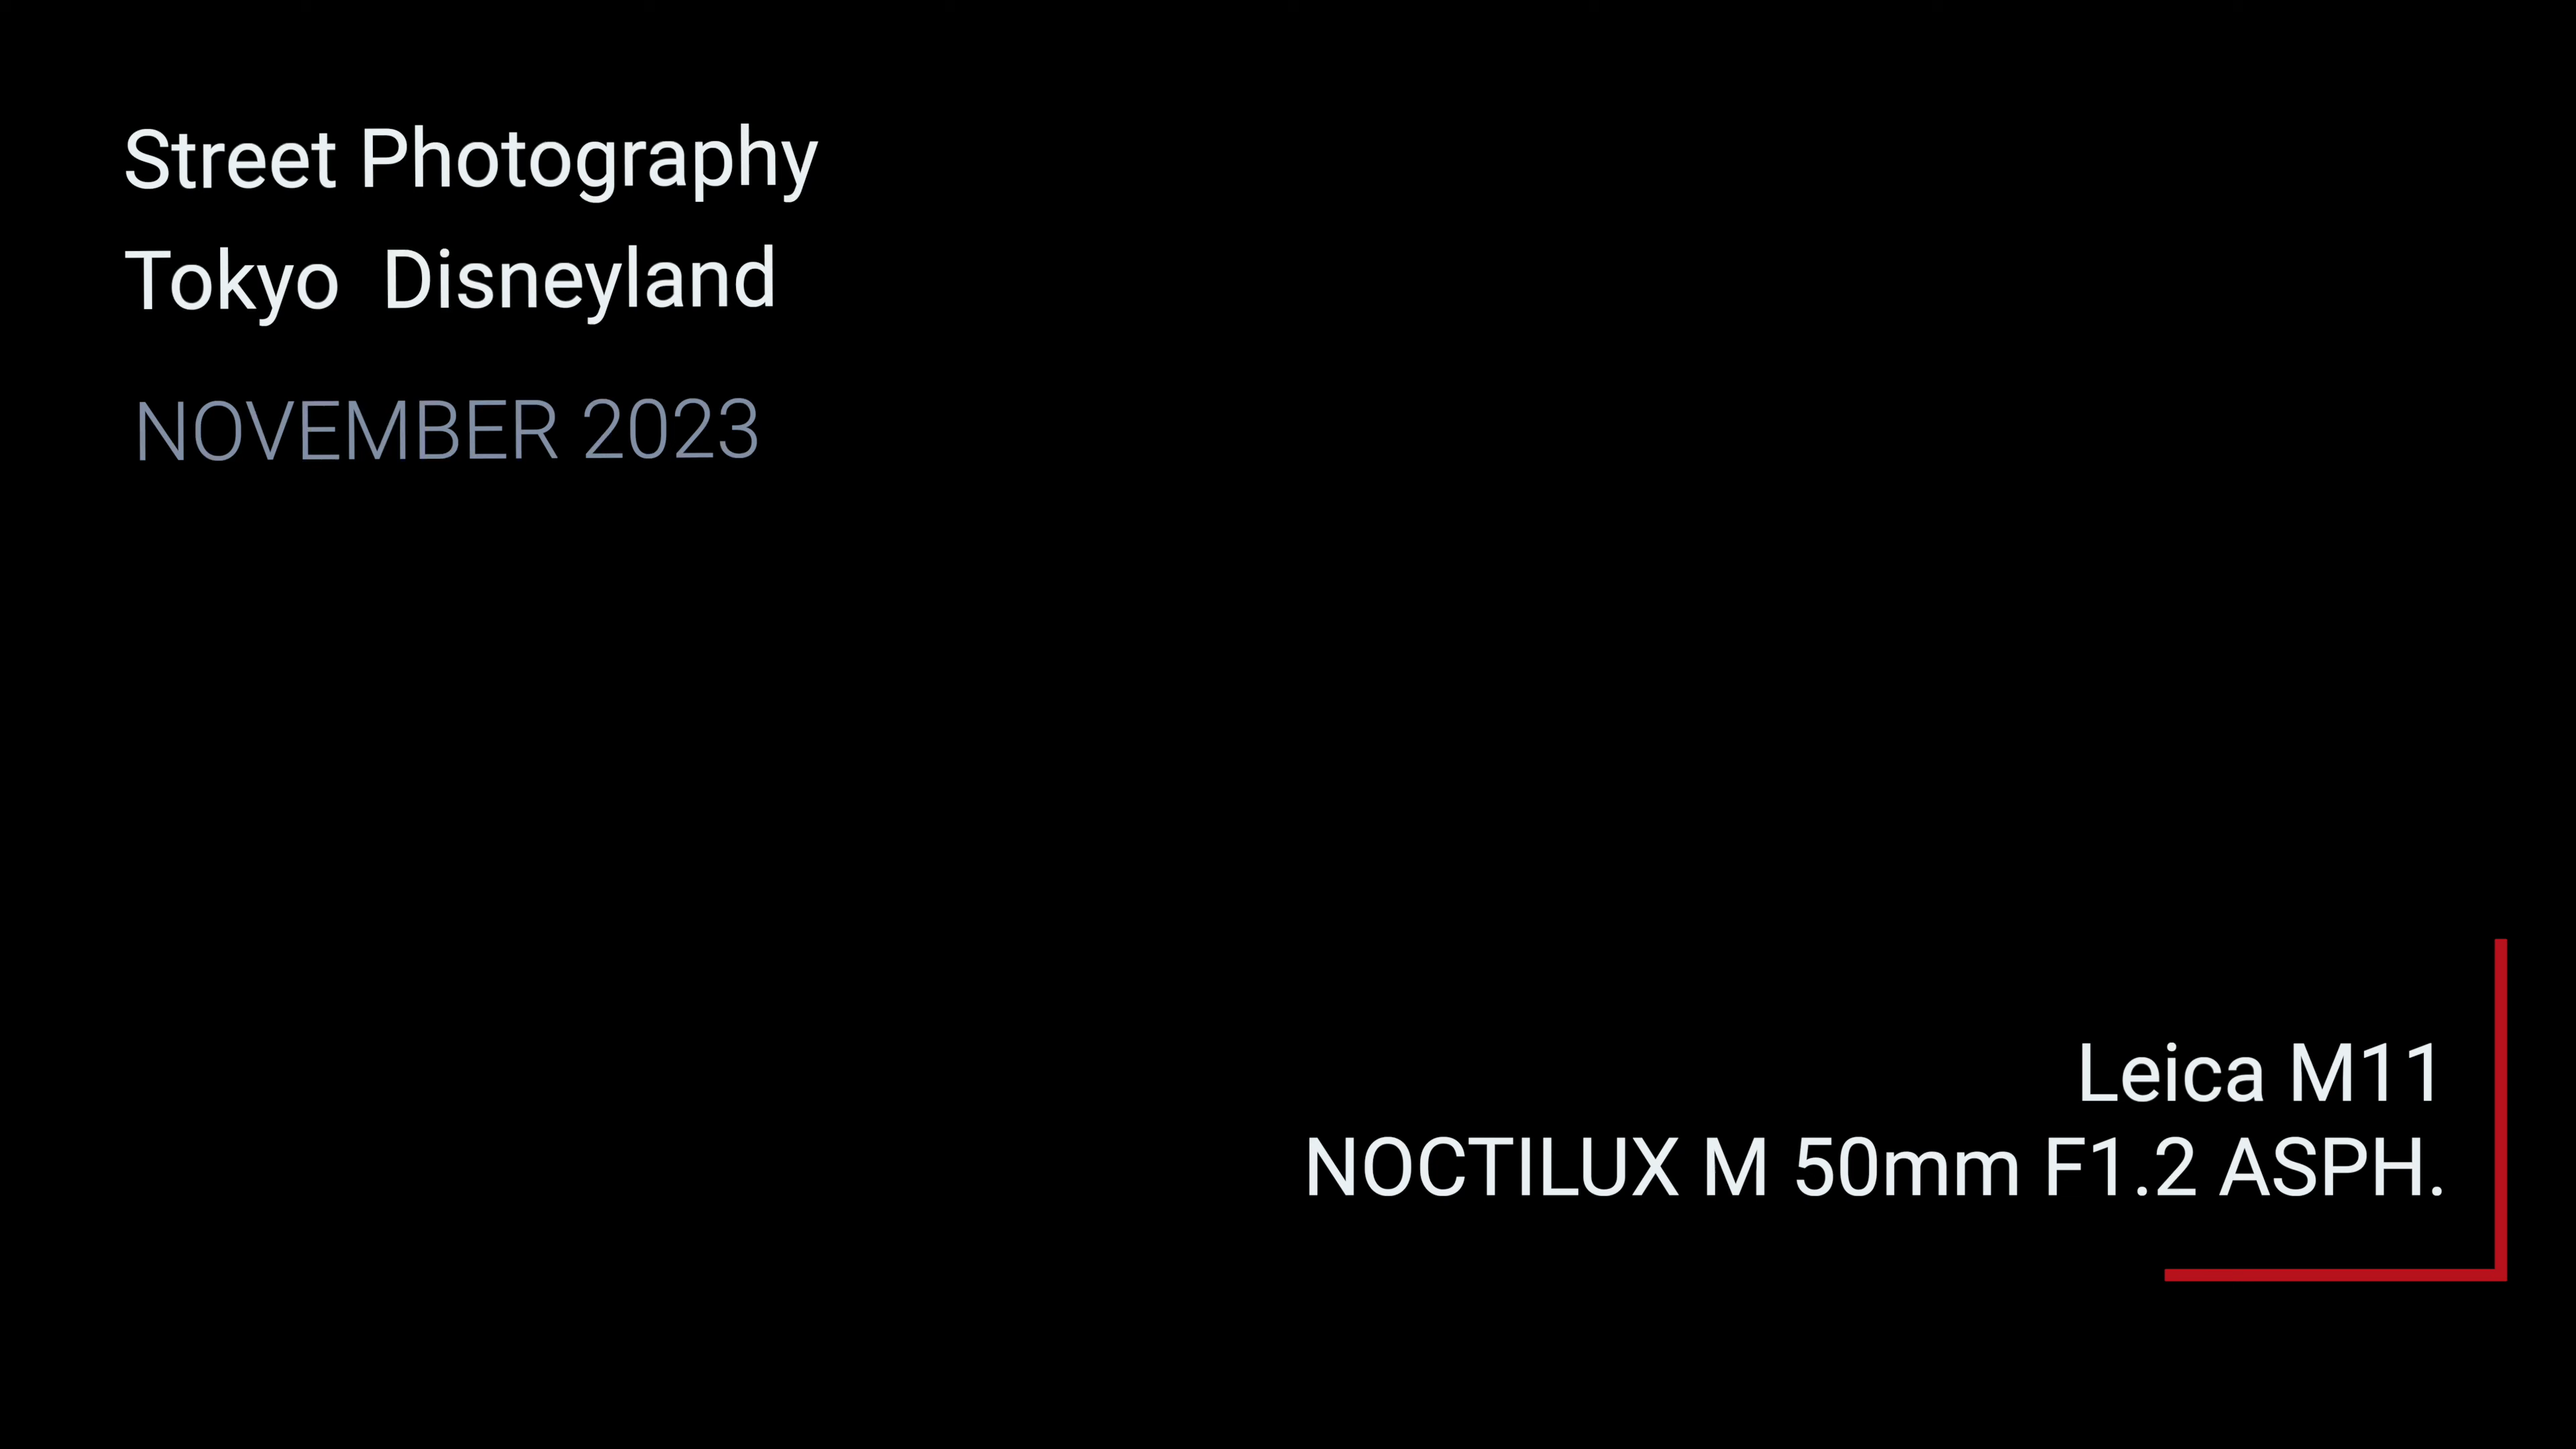 Street Photography
Tokyo  Disneyland
NOVEMBER 2023
Leica M11
NOCTILUX M 50mm F1.2 ASPH.